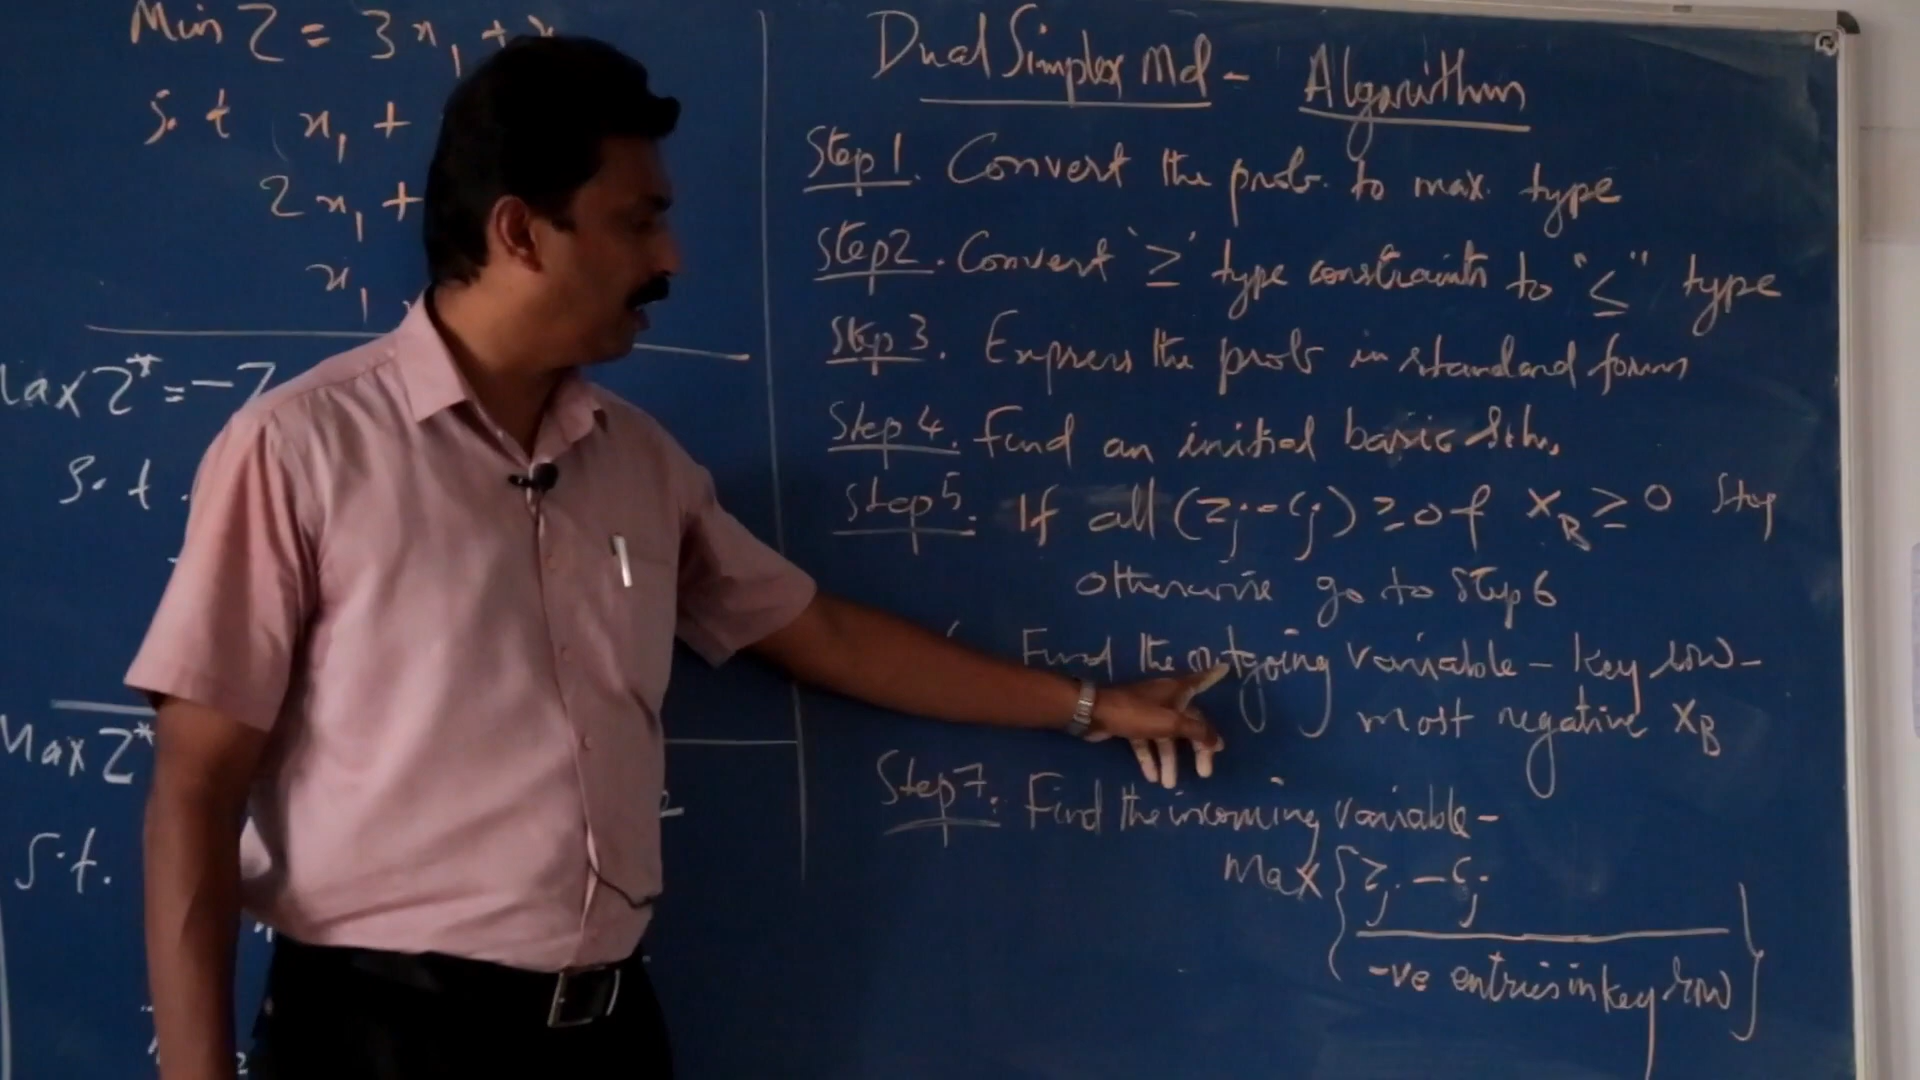 Min Z = 3x₁ +
S.t x₁ +
2x₁ +
x₁
Max Z* = -Z
S.t.
Max Z*
S.t.
Dual Simplex Md - Algorithm
Step 1. Convert the prob. to max. type
Step 2. Convert '≥' type constraints to "≤" type
Step 3. Express the prob in standard form
Step 4. Find an initial basic Soln.
Step 5. If all (Zj - Cj) ≥ 0 & XB ≥ 0 Stop
Otherwise go to Step 6
Find the outgoing variable - Key row -
most negative XB
Step 7. Find the incoming variable -
Max { Zj - Cj
-ve entries in key row }